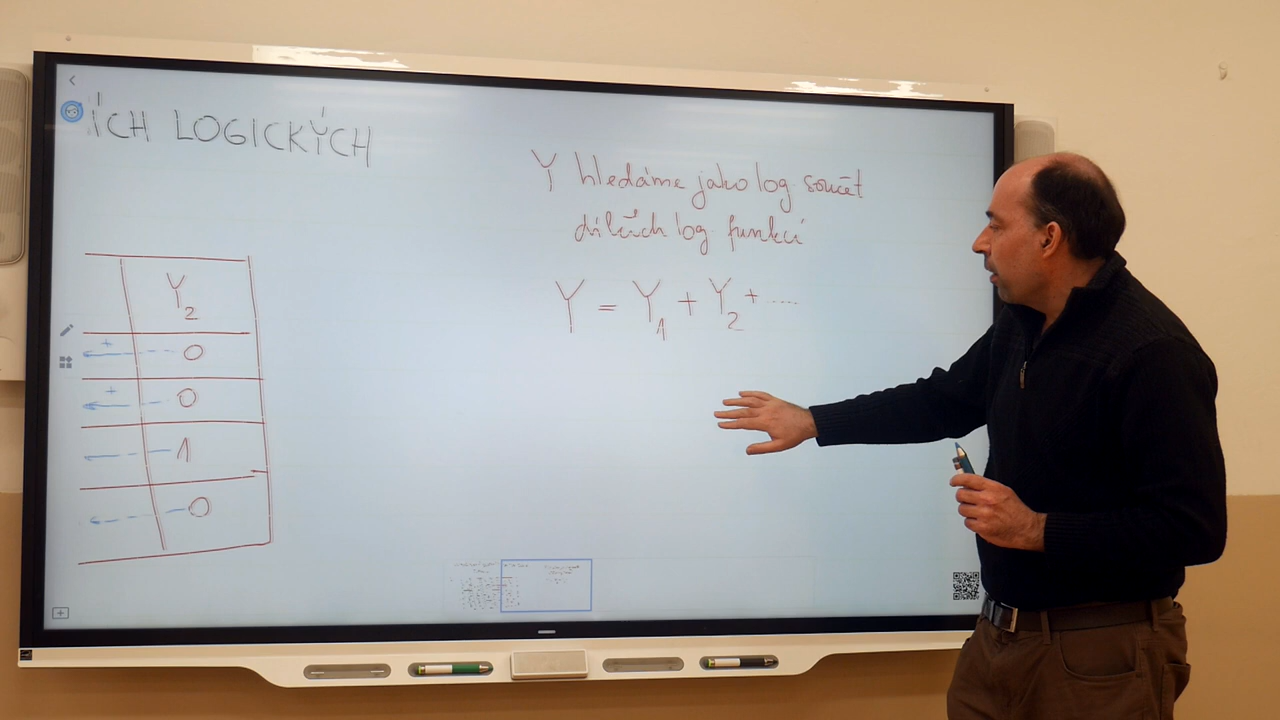 ÍCH LOGICKÝCH
Y hledáme jako log součet
dílčích log funkcí
Y = Y1 + Y2 + .....
Y2
+ 0
+ 0
1
0